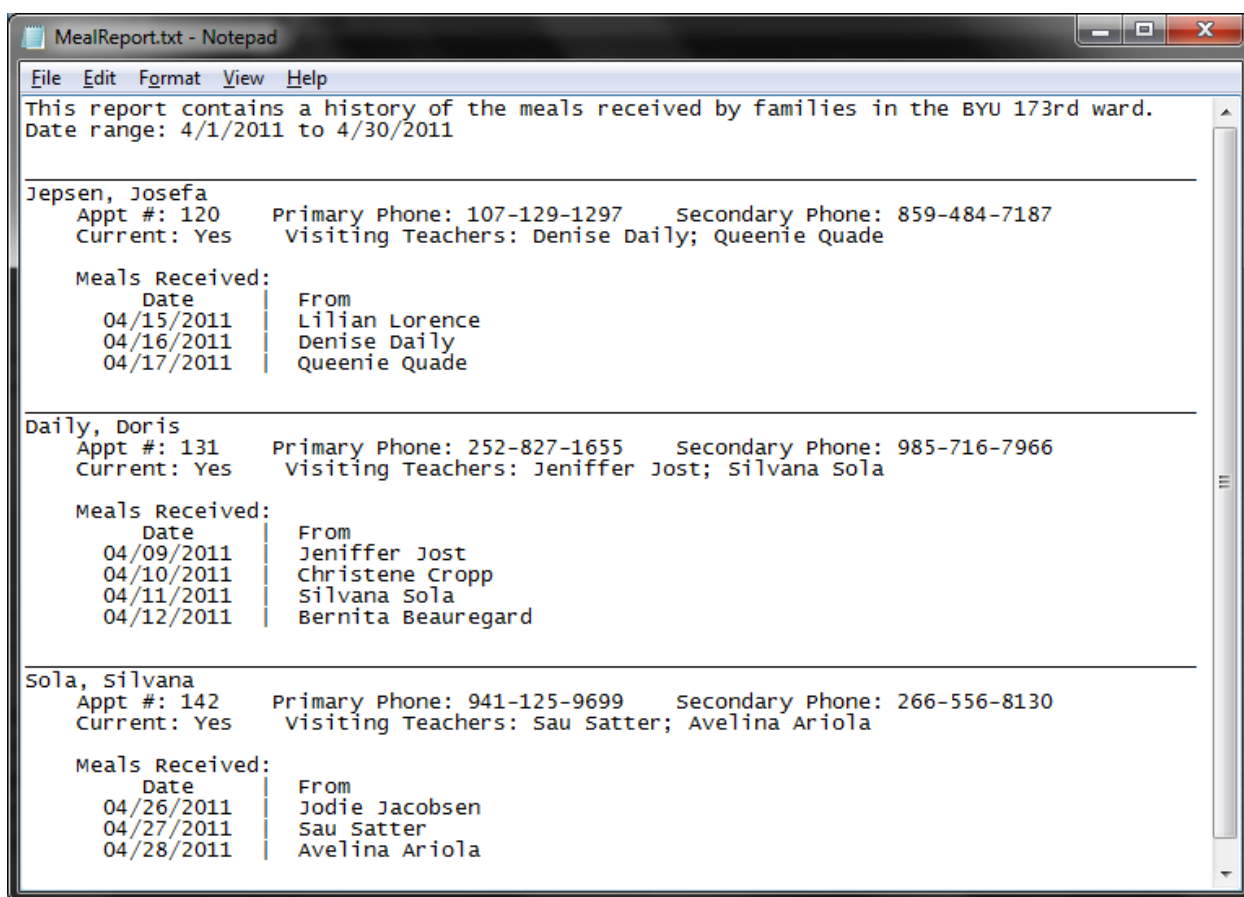 MealReport.txt - Notepad
File Edit Format View Help
This report contains a history of the meals received by families in the BYU 173rd ward.
Date range: 4/1/2011 to 4/30/2011
Jepsen, Josefa
Appt #: 120 Primary Phone: 107-129-1297 Secondary Phone: 859-484-7187
Current: Yes Visiting Teachers: Denise Daily; Queenie Quade
Meals Received:
Date | From
04/15/2011 | Lilian Lorence
04/16/2011 | Denise Daily
04/17/2011 | Queenie Quade
Daily, Doris
Appt #: 131 Primary Phone: 252-827-1655 Secondary Phone: 985-716-7966
Current: Yes Visiting Teachers: Jeniffer Jost; Silvana Sola
Meals Received:
Date | From
04/09/2011 | Jeniffer Jost
04/10/2011 | Christene Cropp
04/11/2011 | Silvana Sola
04/12/2011 | Bernita Beauregard
Sola, Silvana
Appt #: 142 Primary Phone: 941-125-9699 Secondary Phone: 266-556-8130
Current: Yes Visiting Teachers: Sau Satter; Avelina Ariola
Meals Received:
Date | From
04/26/2011 | Jodie Jacobsen
04/27/2011 | Sau Satter
04/28/2011 | Avelina Ariola